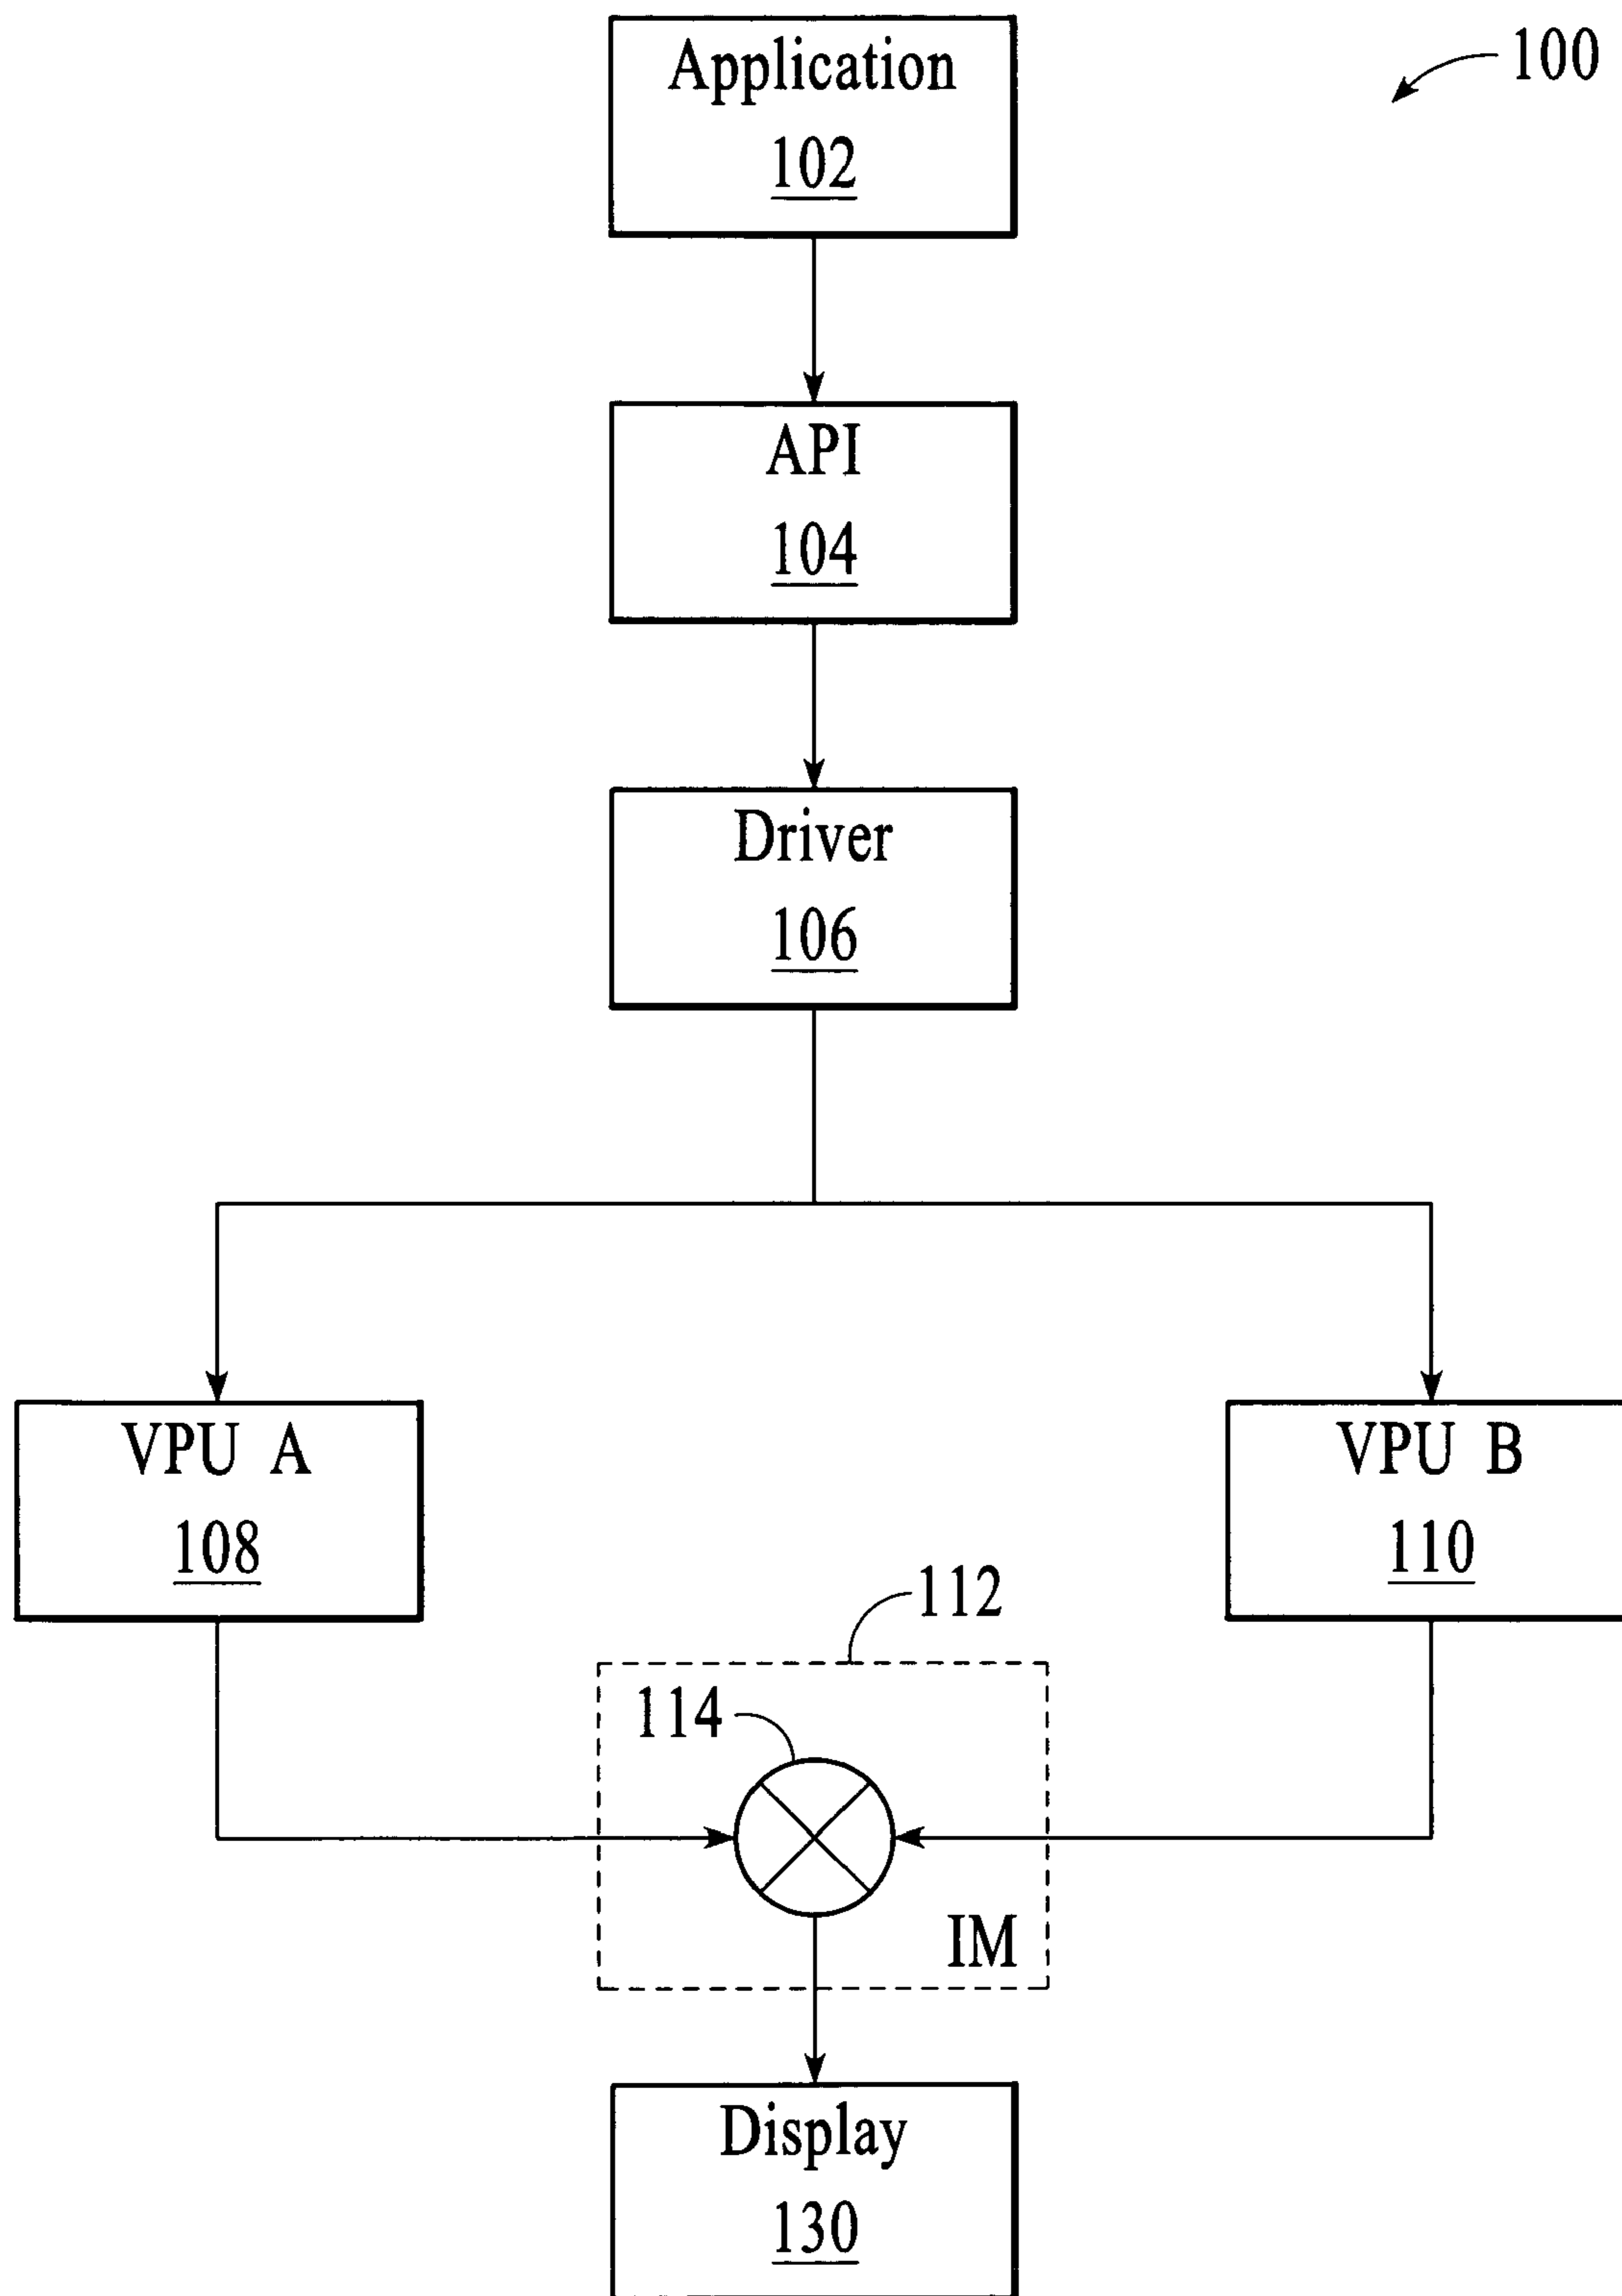 Application
102
100
API
104
Driver
106
VPU A
108
VPU B
110
112
114
IM
Display
130